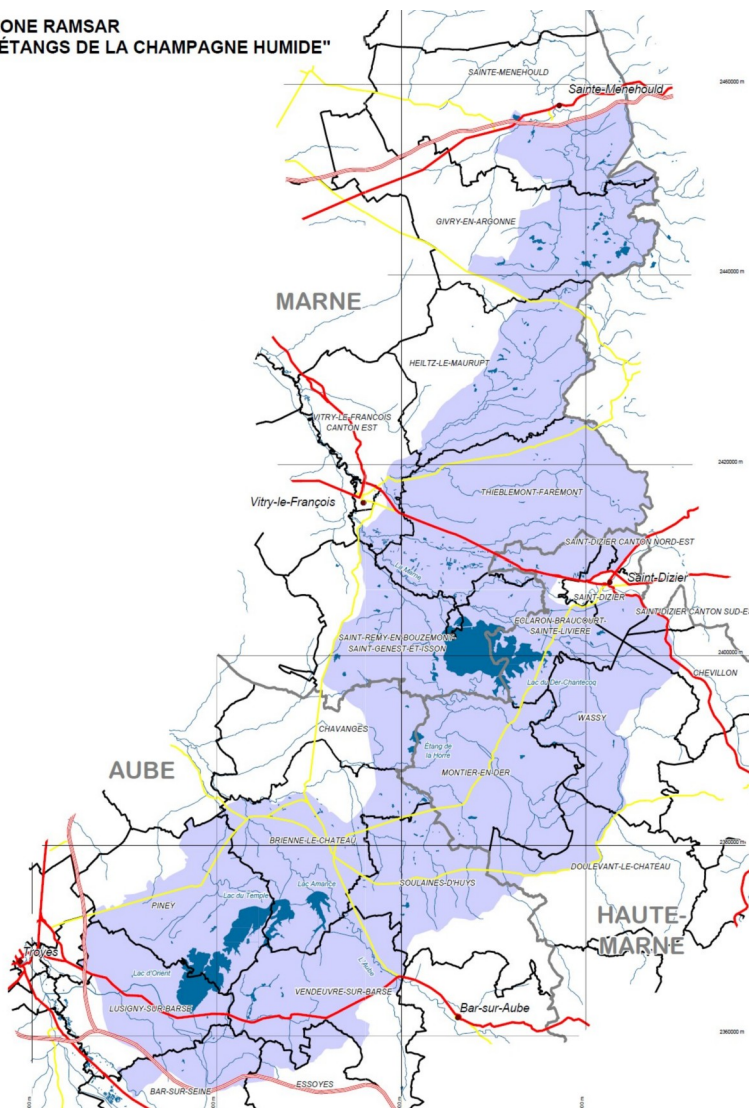 ONE RAMSAR
ÉTANGS DE LA CHAMPAGNE HUMIDE"
SAINTE-MENEHOULD
2460000 m
Sainte-Menehould
GIVRY-EN-ARGONNE
2440000 m
MARNE
HEILTZ-LE-MAURUPT
VITRY-LE-FRANCOIS
CANTON EST
2420000 m
THIEBLEMONT-FAREMONT
Vitry-le-François
SAINT-DIZIER CANTON NORD-EST
La Marne
Saint-Dizier
SAINT-DIZIER
SAINT-DIZIER CANTON SUD-E
ECLARON-BRAUCOURT-
SAINTE-LIVIERE
SAINT-REMY-EN-BOUZEMONT-
SAINT-GENEST-ET-ISSON
2400000 m
CHEVILLON
Lac du Der-Chantecoq
WASSY
CHAVANGES
Étang de
la Horre
AUBE
MONTIER-EN-DER
BRIENNE-LE-CHATEAU
2380000 m
DOULEVANT-LE-CHATEAU
SOULAINES-D'HUYS
Lac Amance
Lac du Temple
PINEY
HAUTE-
MARNE
Troyes
L'Aube
Lac d'Orient
VENDEUVRE-SUR-BARSE
LUSIGNY-SUR-BARSE
Bar-sur-Aube
2360000 m
ESSOYES
BAR-SUR-SEINE